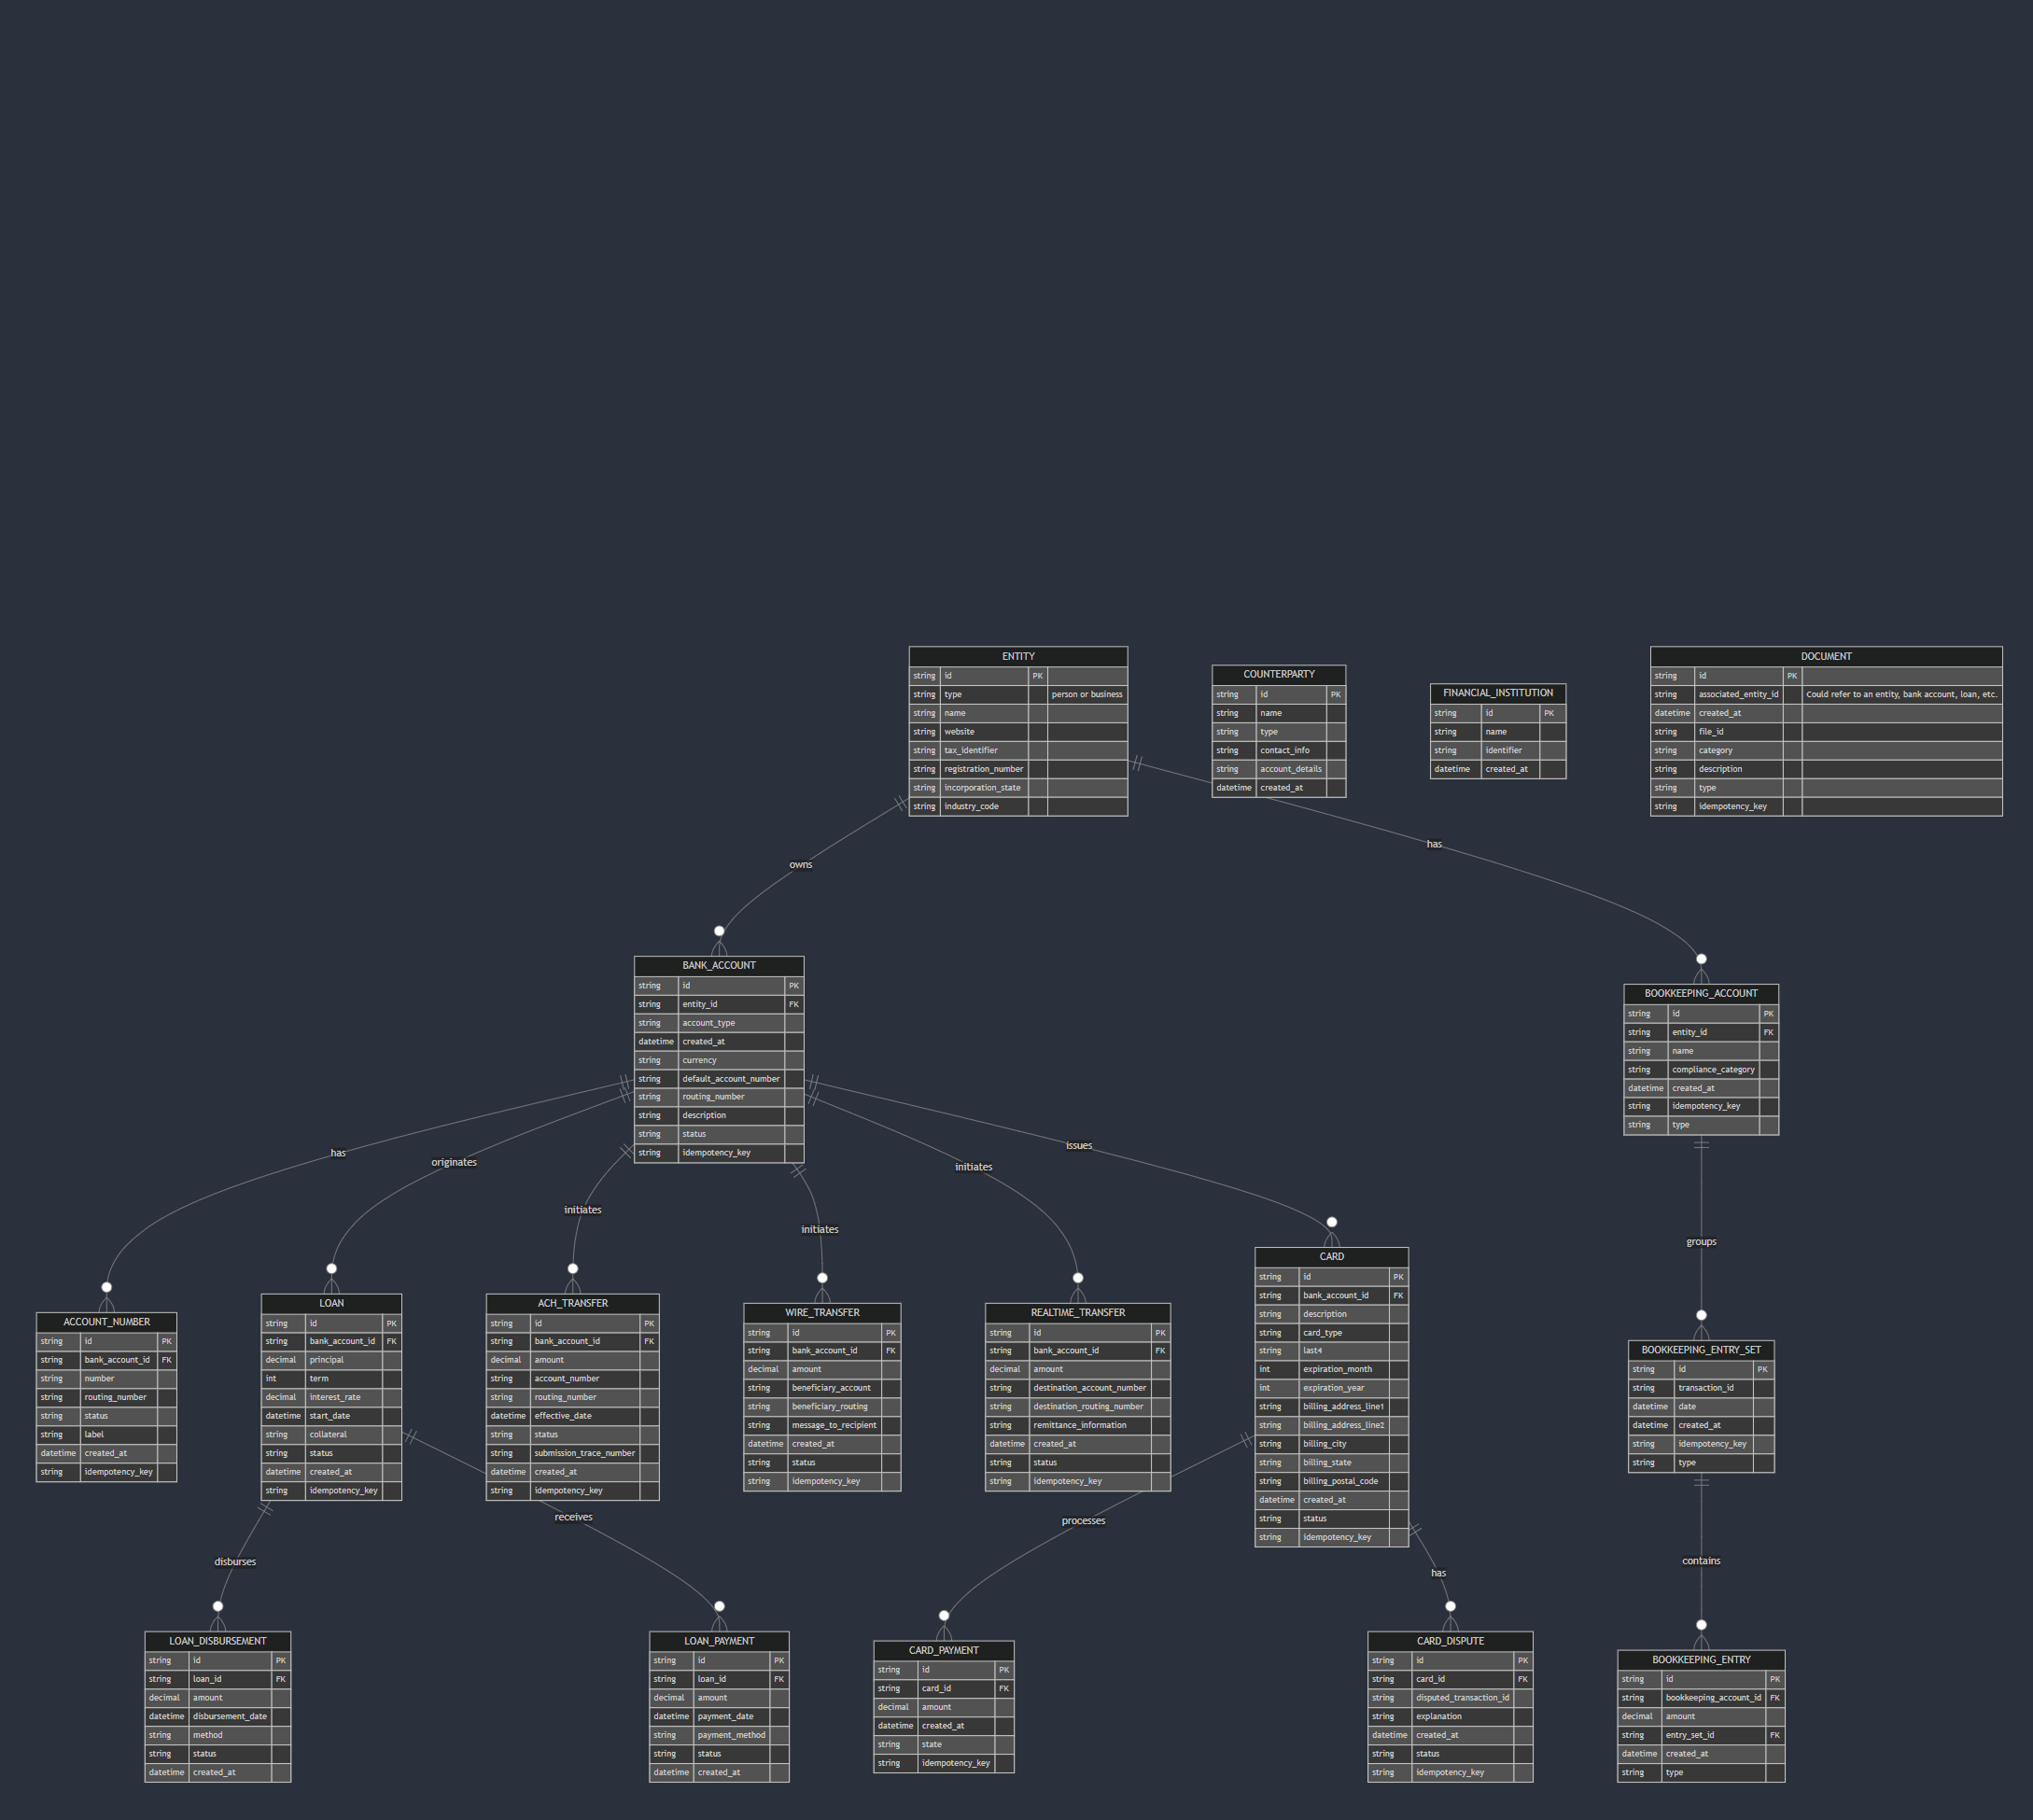 ENTITY
string id PK
string type person or business
string name
string website
string tax_identifier
string registration_number
string incorporation_state
string industry_code
COUNTERPARTY
string id PK
string name
string type
string contact_info
string account_details
datetime created_at
FINANCIAL_INSTITUTION
string id PK
string name
string identifier
datetime created_at
DOCUMENT
string id PK
string associated_entity_id Could refer to an entity, bank account, loan, etc.
datetime created_at
string file_id
string category
string description
string type
string idempotency_key
owns
has
BANK_ACCOUNT
string id PK
string entity_id FK
string account_type
datetime created_at
string currency
string default_account_number
string routing_number
string description
string status
string idempotency_key
BOOKKEEPING_ACCOUNT
string id PK
string entity_id FK
string name
string compliance_category
datetime created_at
string idempotency_key
string type
has
originates
initiates
initiates
initiates
issues
groups
ACCOUNT_NUMBER
string id PK
string bank_account_id FK
string number
string routing_number
string status
string label
datetime created_at
string idempotency_key
LOAN
string id PK
string bank_account_id FK
decimal principal
int term
decimal interest_rate
datetime start_date
string collateral
string status
datetime created_at
string idempotency_key
ACH_TRANSFER
string id PK
string bank_account_id FK
decimal amount
string account_number
string routing_number
datetime effective_date
string status
string submission_trace_number
datetime created_at
string idempotency_key
WIRE_TRANSFER
string id PK
string bank_account_id FK
decimal amount
string beneficiary_account
string beneficiary_routing
string message_to_recipient
datetime created_at
string status
string idempotency_key
REALTIME_TRANSFER
string id PK
string bank_account_id FK
decimal amount
string destination_account_number
string destination_routing_number
string remittance_information
datetime created_at
string status
string idempotency_key
CARD
string id PK
string bank_account_id FK
string description
string card_type
string last4
int expiration_month
int expiration_year
string billing_address_line1
string billing_address_line2
string billing_city
string billing_state
string billing_postal_code
datetime created_at
string status
string idempotency_key
BOOKKEEPING_ENTRY_SET
string id PK
string transaction_id
datetime date
datetime created_at
string idempotency_key
string type
disburses
receives
processes
has
contains
LOAN_DISBURSEMENT
string id PK
string loan_id FK
decimal amount
datetime disbursement_date
string method
string status
datetime created_at
LOAN_PAYMENT
string id PK
string loan_id FK
decimal amount
datetime payment_date
string payment_method
string status
datetime created_at
CARD_PAYMENT
string id PK
string card_id FK
decimal amount
datetime created_at
string state
string idempotency_key
CARD_DISPUTE
string id PK
string card_id FK
string disputed_transaction_id
string explanation
datetime created_at
string status
string idempotency_key
BOOKKEEPING_ENTRY
string id PK
string bookkeeping_account_id FK
decimal amount
string entry_set_id FK
datetime created_at
string type